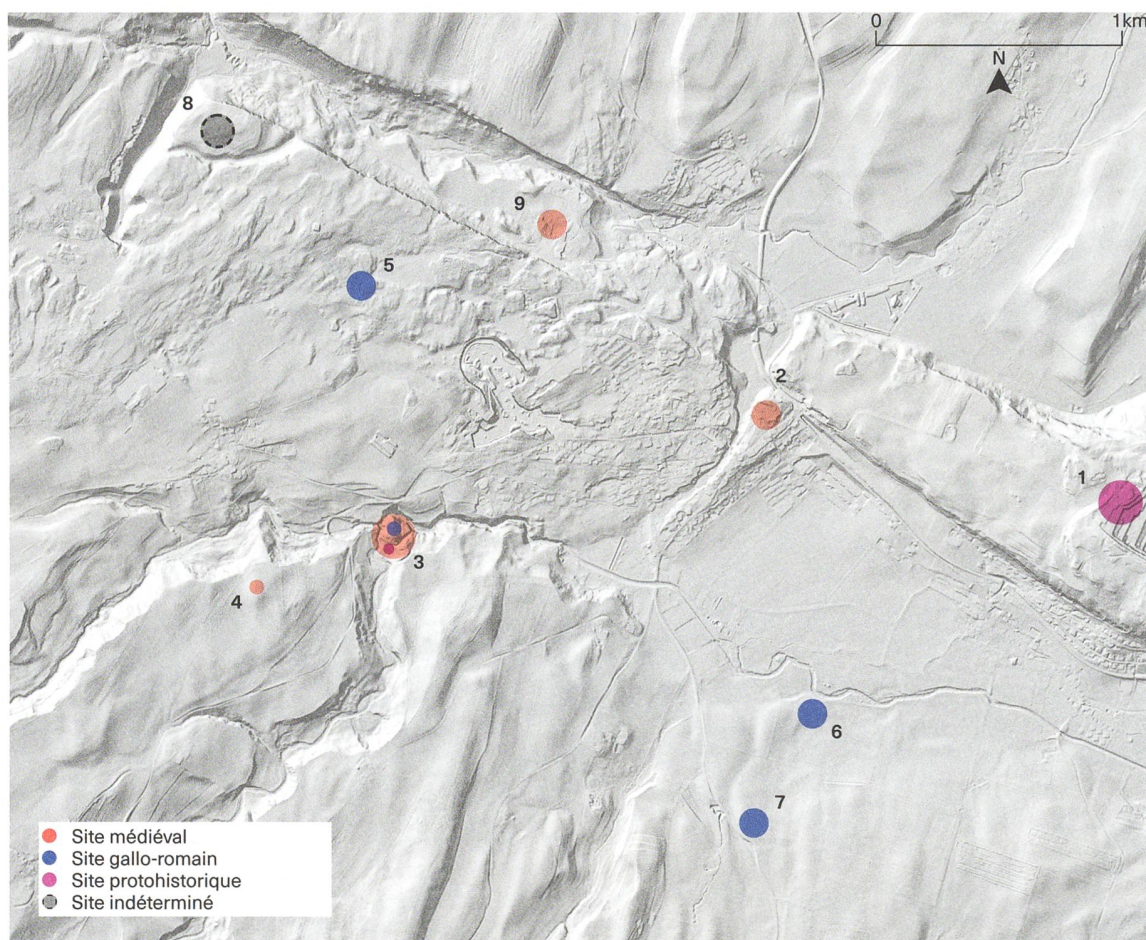 0 1km
N
8
9
5
2
1
3
4
6
7
Site médiéval
Site gallo-romain
Site protohistorique
Site indéterminé